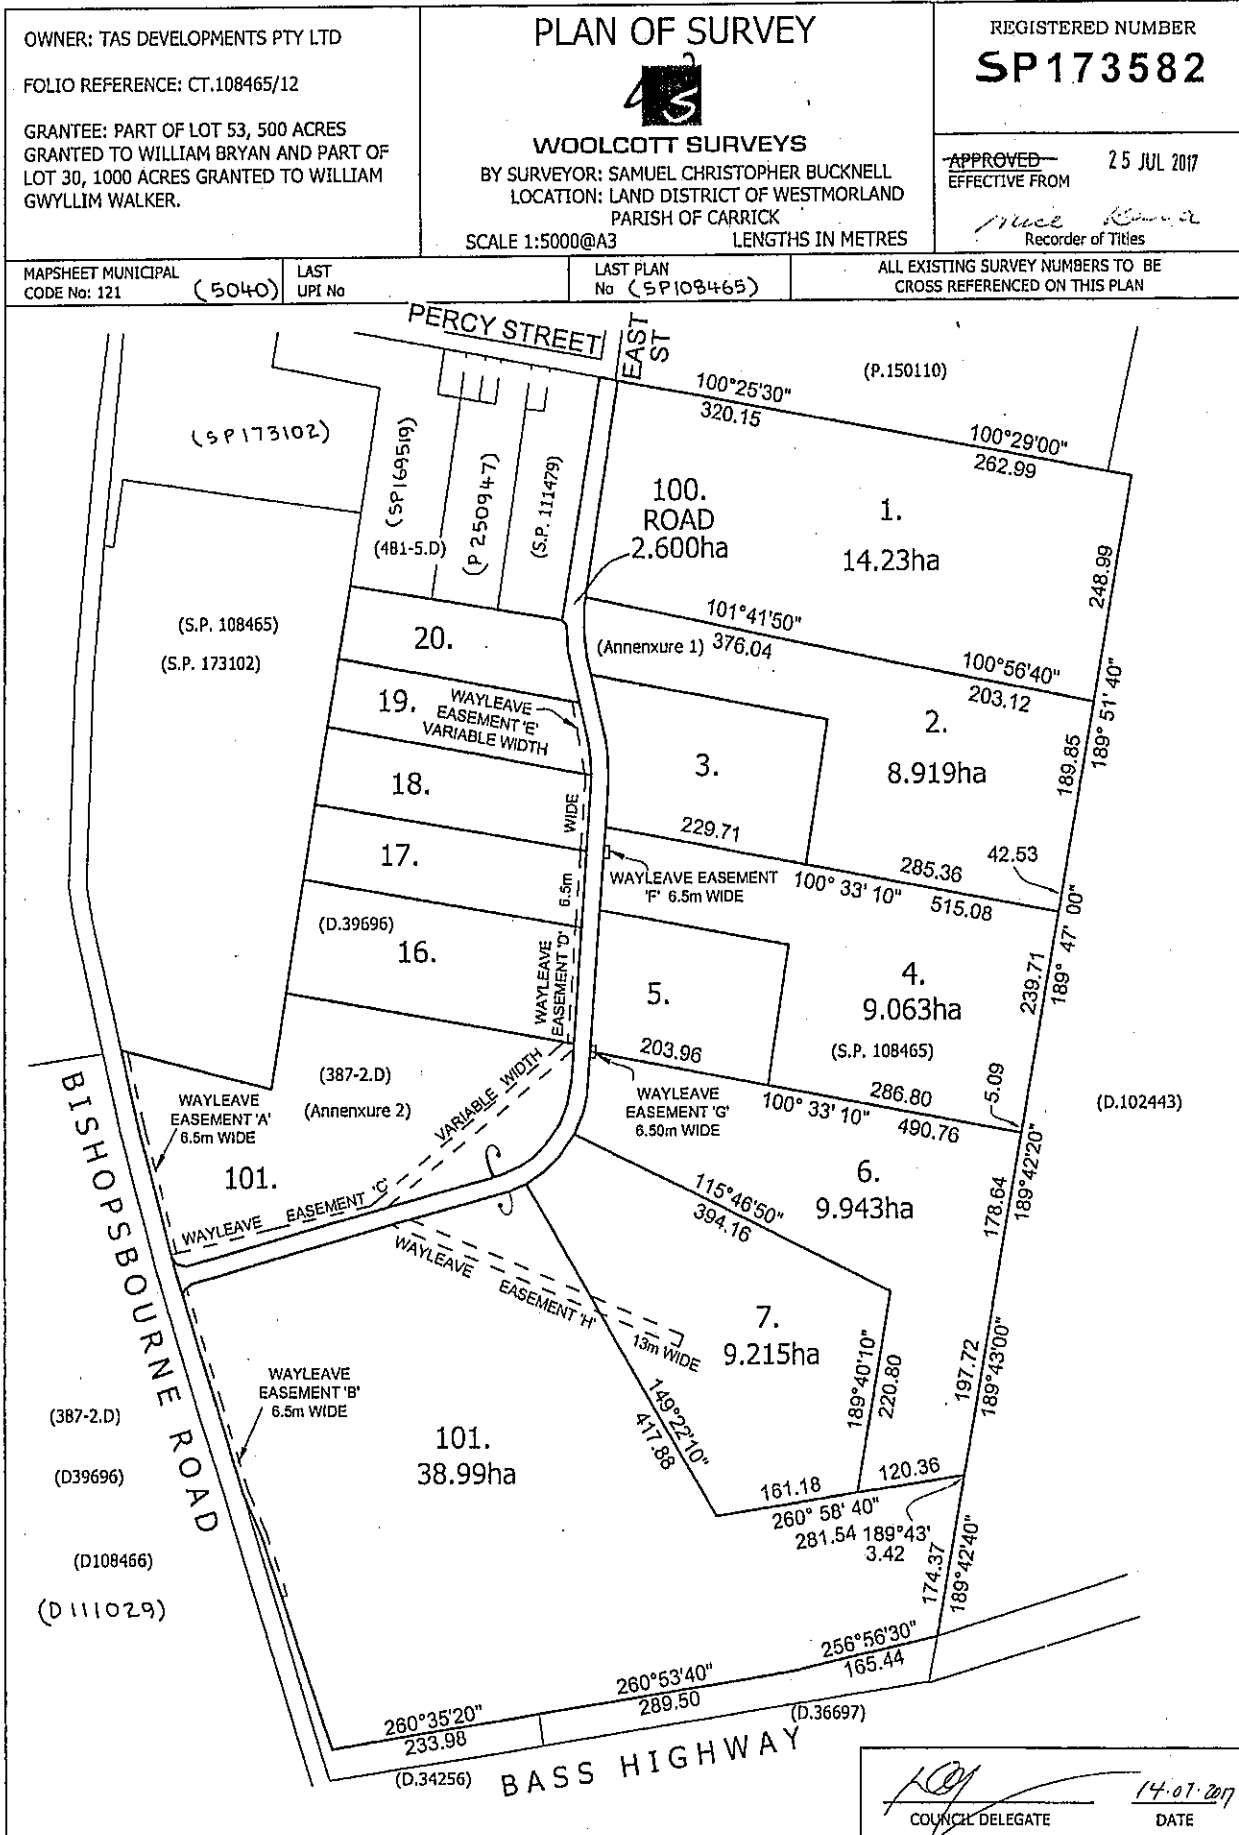 OWNER: TAS DEVELOPMENTS PTY LTD
FOLIO REFERENCE: CT.108465/12
GRANTEE: PART OF LOT 53, 500 ACRES
GRANTED TO WILLIAM BRYAN AND PART OF
LOT 30, 1000 ACRES GRANTED TO WILLIAM
GWYLLIM WALKER.
PLAN OF SURVEY
WOOLCOTT SURVEYS
BY SURVEYOR: SAMUEL CHRISTOPHER BUCKNELL
LOCATION: LAND DISTRICT OF WESTMORLAND
PARISH OF CARRICK
SCALE 1:5000@A3 LENGTHS IN METRES
REGISTERED NUMBER
SP173582
APPROVED 25 JUL 2017
EFFECTIVE FROM
Recorder of Titles
MAPSHEET MUNICIPAL
CODE No: 121 (5040)
LAST
UPI No
LAST PLAN
No (SP108465)
ALL EXISTING SURVEY NUMBERS TO BE
CROSS REFERENCED ON THIS PLAN
PERCY STREET
EAST
ST
(P.150110)
100°25'30"
320.15
100°29'00"
262.99
(SP173102)
(SP169519)
(P 250947)
(S.P. 111479)
(4B1-5.D)
100.
ROAD
2.600ha
1.
14.23ha
248.99
(S.P. 108465)
(S.P. 173102)
20.
(Annenxure 1)
101°41'50"
376.04
100°56'40"
203.12
189° 51' 40"
19.
WAYLEAVE
EASEMENT 'E'
VARIABLE WIDTH
2.
8.919ha
189.85
3.
18.
WIDE
229.71
17.
6.5m
WAYLEAVE EASEMENT
'F' 6.5m WIDE
285.36
42.53
100° 33' 10"
515.08
189° 47' 00"
(D.39696)
16.
WAYLEAVE
EASEMENT 'D'
5.
4.
9.063ha
239.71
(S.P. 108465)
203.96
(387-2.D)
(Annenxure 2)
VARIABLE WIDTH
WAYLEAVE
EASEMENT 'G'
6.50m WIDE
286.80
5.09
100° 33' 10"
490.76
(D.102443)
WAYLEAVE
EASEMENT 'A'
6.5m WIDE
101.
WAYLEAVE EASEMENT 'C'
6.
9.943ha
115°46'50"
394.16
178.64
189°42'20"
WAYLEAVE EASEMENT 'H'
13m WIDE
7.
9.215ha
189°40'10"
220.80
197.72
189°43'00"
BISHOPSBOURNE ROAD
WAYLEAVE
EASEMENT 'B'
6.5m WIDE
149°22'10"
417.88
(387-2.D)
(D39696)
101.
38.99ha
161.18
120.36
260° 58' 40"
281.54
189°43'
3.42
(D108466)
(D111029)
174.37
189°42'40"
256°56'30"
165.44
260°53'40"
289.50
(D.36697)
260°35'20"
233.98
(D.34256)
BASS HIGHWAY
14.07.2017
COUNCIL DELEGATE DATE